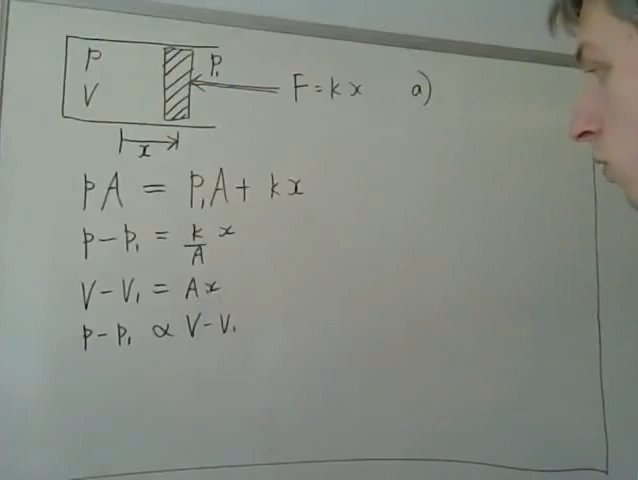 P P₁ F = kx a)
V
x
pA = P₁A + kx
p-p₁ = k/A x
V-V₁ = Ax
p-p₁ ∝ V-V₁